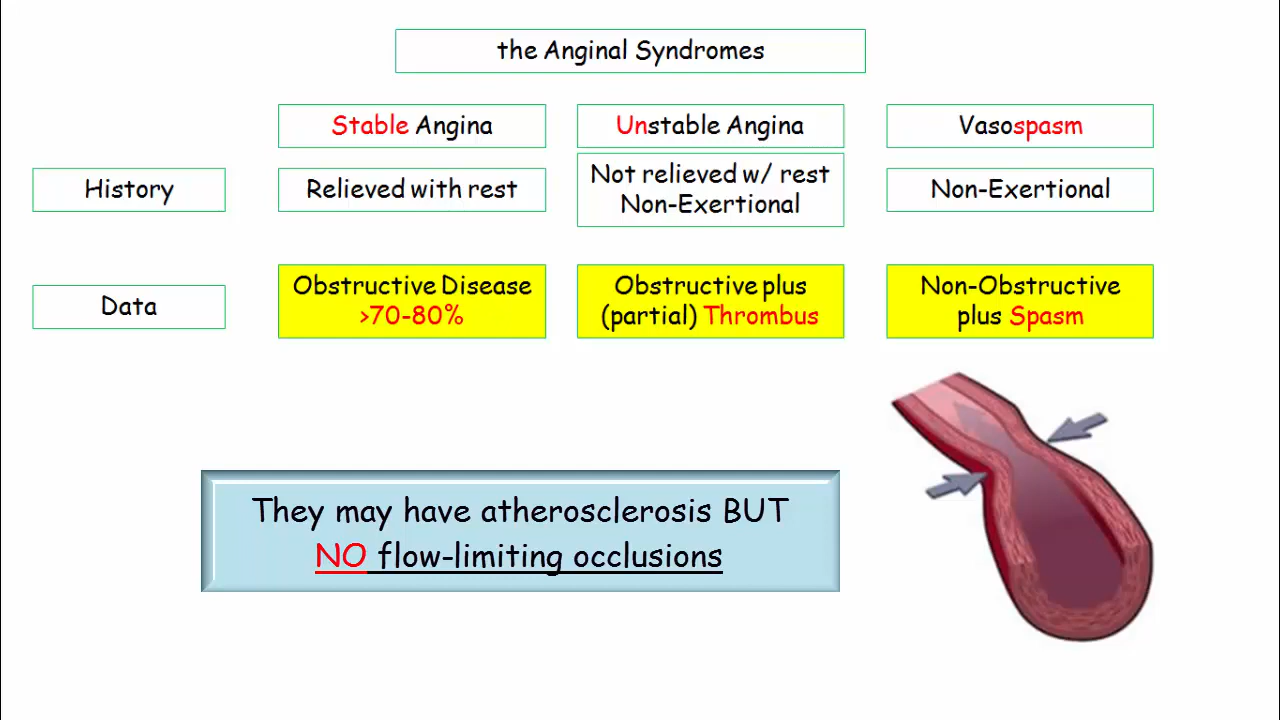 the Anginal Syndromes
Stable Angina
Unstable Angina
Vasospasm
History
Relieved with rest
Not relieved w/ rest
Non-Exertional
Non-Exertional
Data
Obstructive Disease
>70-80%
Obstructive plus
(partial) Thrombus
Non-Obstructive
plus Spasm
They may have atherosclerosis BUT
NO flow-limiting occlusions